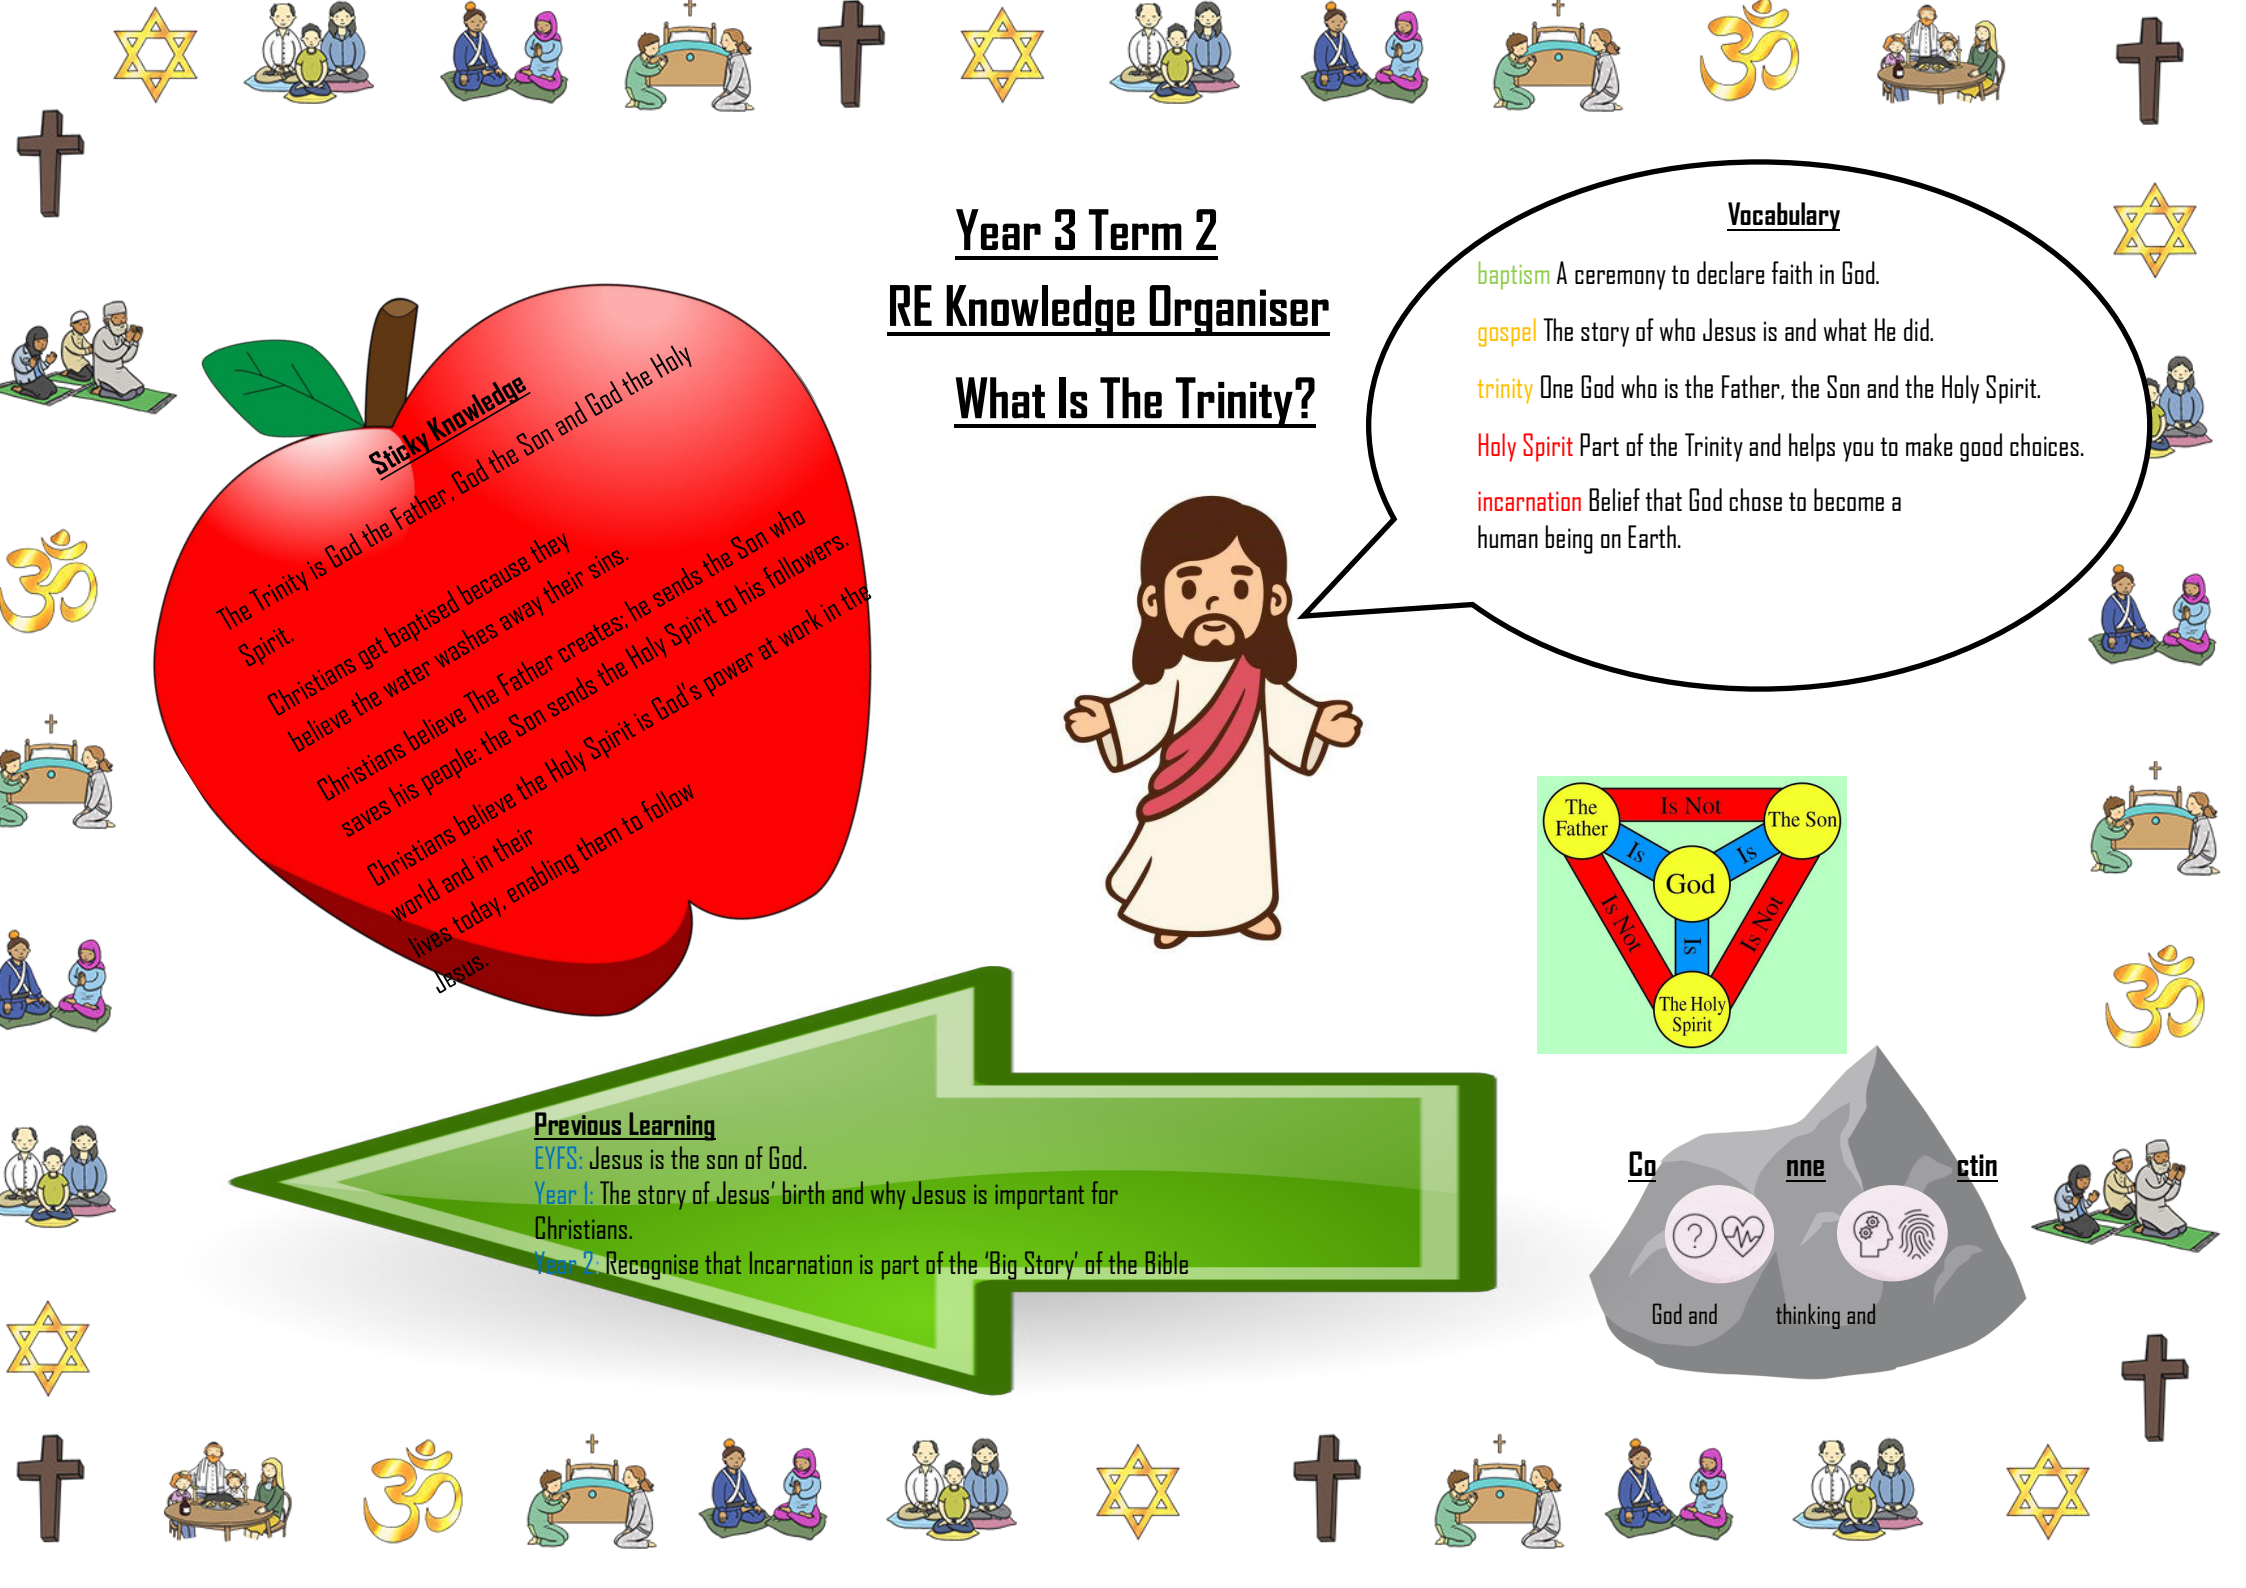 Year 3 Term 2
RE Knowledge Organiser
What Is The Trinity?
Sticky Knowledge
The Trinity is God the Father, God the Son and God the Holy
Spirit.
Christians get baptised because they
believe the water washes away their sins.
Christians believe The Father creates; he sends the Son who
saves his people: the Son sends the Holy Spirit to his followers.
Christians believe the Holy Spirit is God's power at work in the
world and in their
lives today, enabling them to follow
Jesus.
Vocabulary
baptism A ceremony to declare faith in God.
gospel The story of who Jesus is and what He did.
trinity One God who is the Father, the Son and the Holy Spirit.
Holy Spirit Part of the Trinity and helps you to make good choices.
incarnation Belief that God chose to become a
human being on Earth.
The
Father
Is Not
The Son
Is
Is
God
Is Not
Is
Is Not
The Holy
Spirit
Previous Learning
EYFS: Jesus is the son of God.
Year 1: The story of Jesus' birth and why Jesus is important for
Christians.
Year 2: Recognise that Incarnation is part of the 'Big Story' of the Bible
Co nne ctin
?
God and thinking and